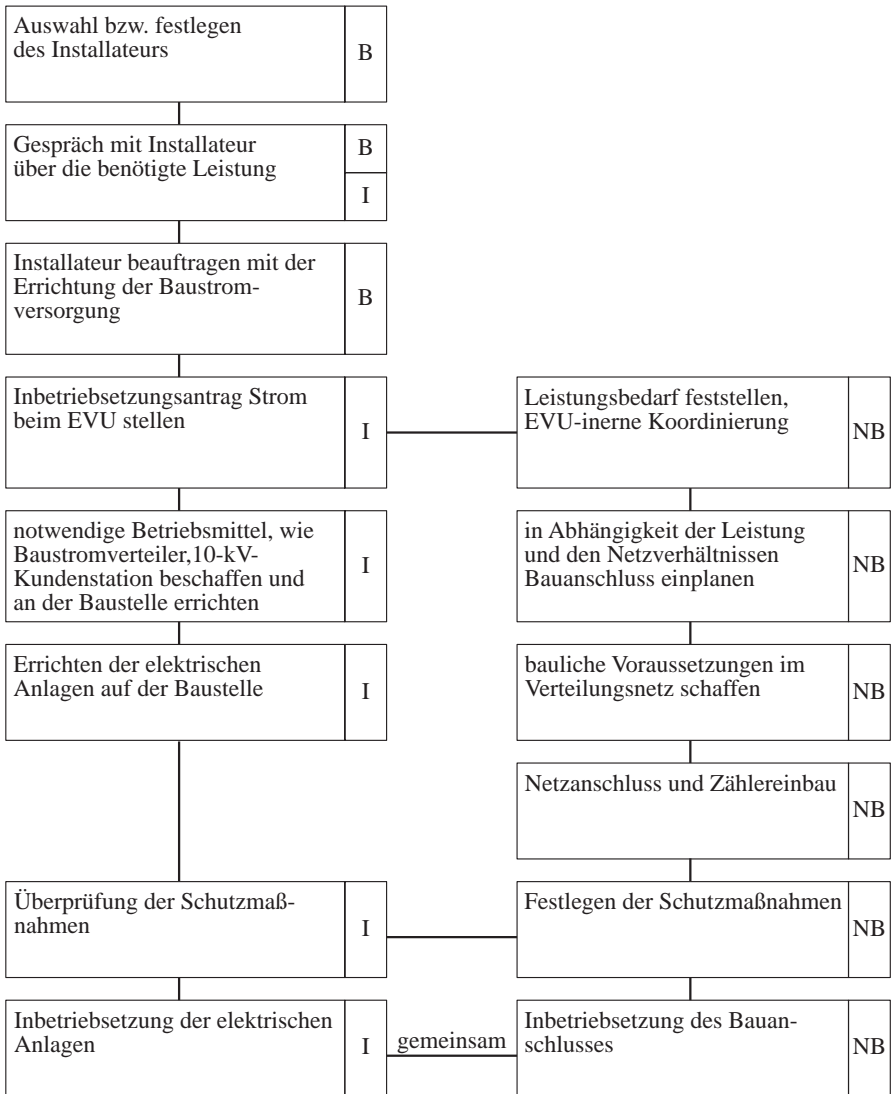 Auswahl bzw. festlegen
des Installateurs
B
Gespräch mit Installateur
über die benötigte Leistung
B
I
Installateur beauftragen mit der
Errichtung der Baustrom-
versorgung
B
Inbetriebsetzungsantrag Strom
beim EVU stellen
I
Leistungsbedarf feststellen,
EVU-inerne Koordinierung
NB
notwendige Betriebsmittel, wie
Baustromverteiler,10-kV-
Kundenstation beschaffen und
an der Baustelle errichten
I
in Abhängigkeit der Leistung
und den Netzverhältnissen
Bauanschluss einplanen
NB
Errichten der elektrischen
Anlagen auf der Baustelle
I
bauliche Voraussetzungen im
Verteilungsnetz schaffen
NB
Netzanschluss und Zählereinbau
NB
Überprüfung der Schutzmaß-
nahmen
I
Festlegen der Schutzmaßnahmen
NB
Inbetriebsetzung der elektrischen
Anlagen
I
gemeinsam
Inbetriebsetzung des Bauan-
schlusses
NB